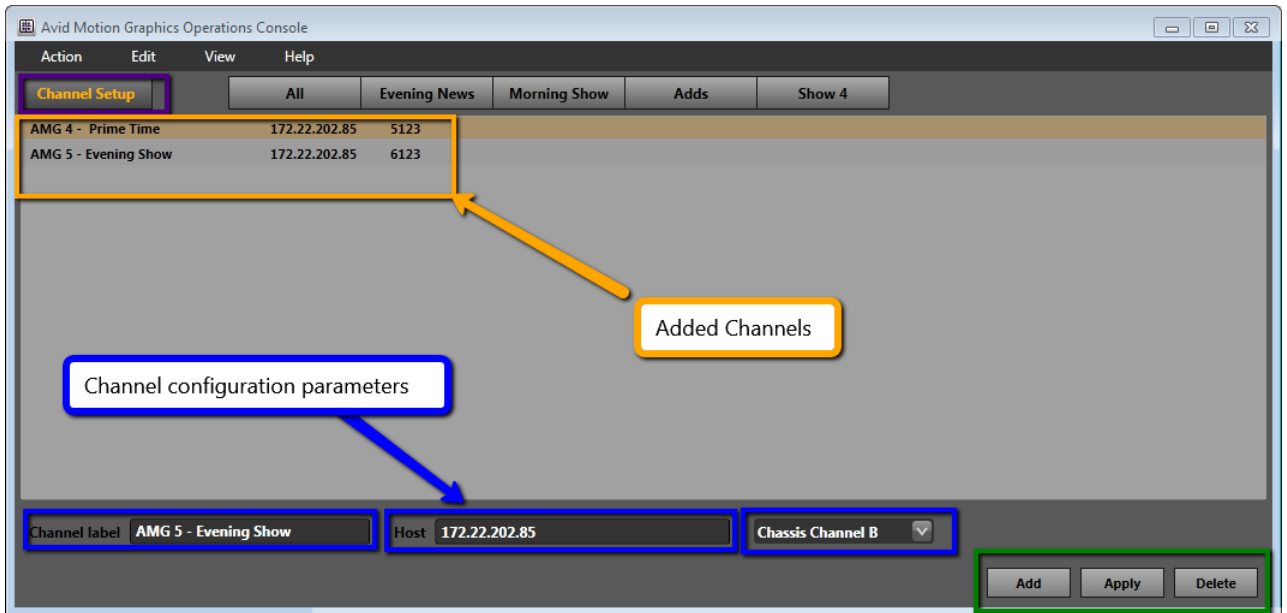 Avid Motion Graphics Operations Console
Action Edit View Help
Channel Setup All Evening News Morning Show Adds Show 4
AMG 4 - Prime Time 172.22.202.85 5123
AMG 5 - Evening Show 172.22.202.85 6123
Added Channels
Channel configuration parameters
Channel label AMG 5 - Evening Show Host 172.22.202.85 Chassis Channel B
Add Apply Delete